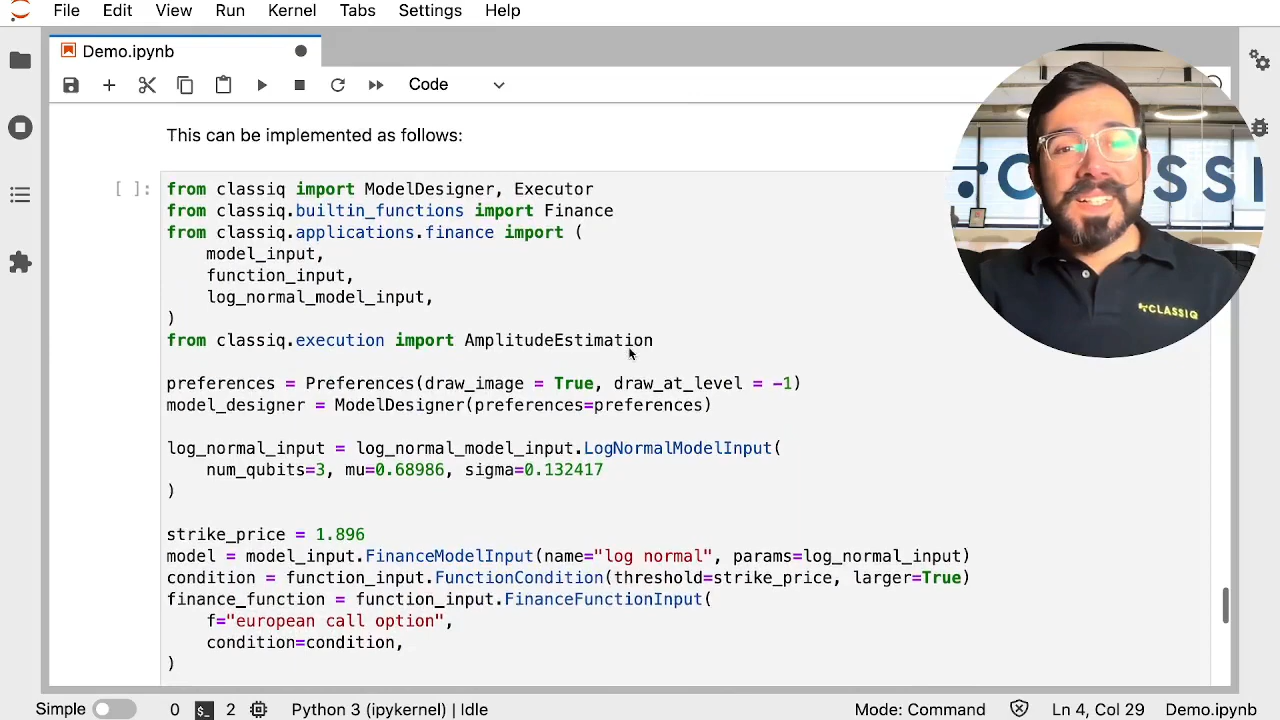 File Edit View Run Kernel Tabs Settings Help
Demo.ipynb
Code
This can be implemented as follows:
[ ]:
from classiq import ModelDesigner, Executor
from classiq.builtin_functions import Finance
from classiq.applications.finance import (
    model_input,
    function_input,
    log_normal_model_input,
)
from classiq.execution import AmplitudeEstimation
preferences = Preferences(draw_image = True, draw_at_level = -1)
model_designer = ModelDesigner(preferences=preferences)
log_normal_input = log_normal_model_input.LogNormalModelInput(
    num_qubits=3, mu=0.68986, sigma=0.132417
)
strike_price = 1.896
model = model_input.FinanceModelInput(name="log normal", params=log_normal_input)
condition = function_input.FunctionCondition(threshold=strike_price, larger=True)
finance_function = function_input.FinanceFunctionInput(
    f="european call option",
    condition=condition,
)
CLASSIQ
Simple 0 2 Python 3 (ipykernel) | Idle Mode: Command Ln 4, Col 29 Demo.ipynb